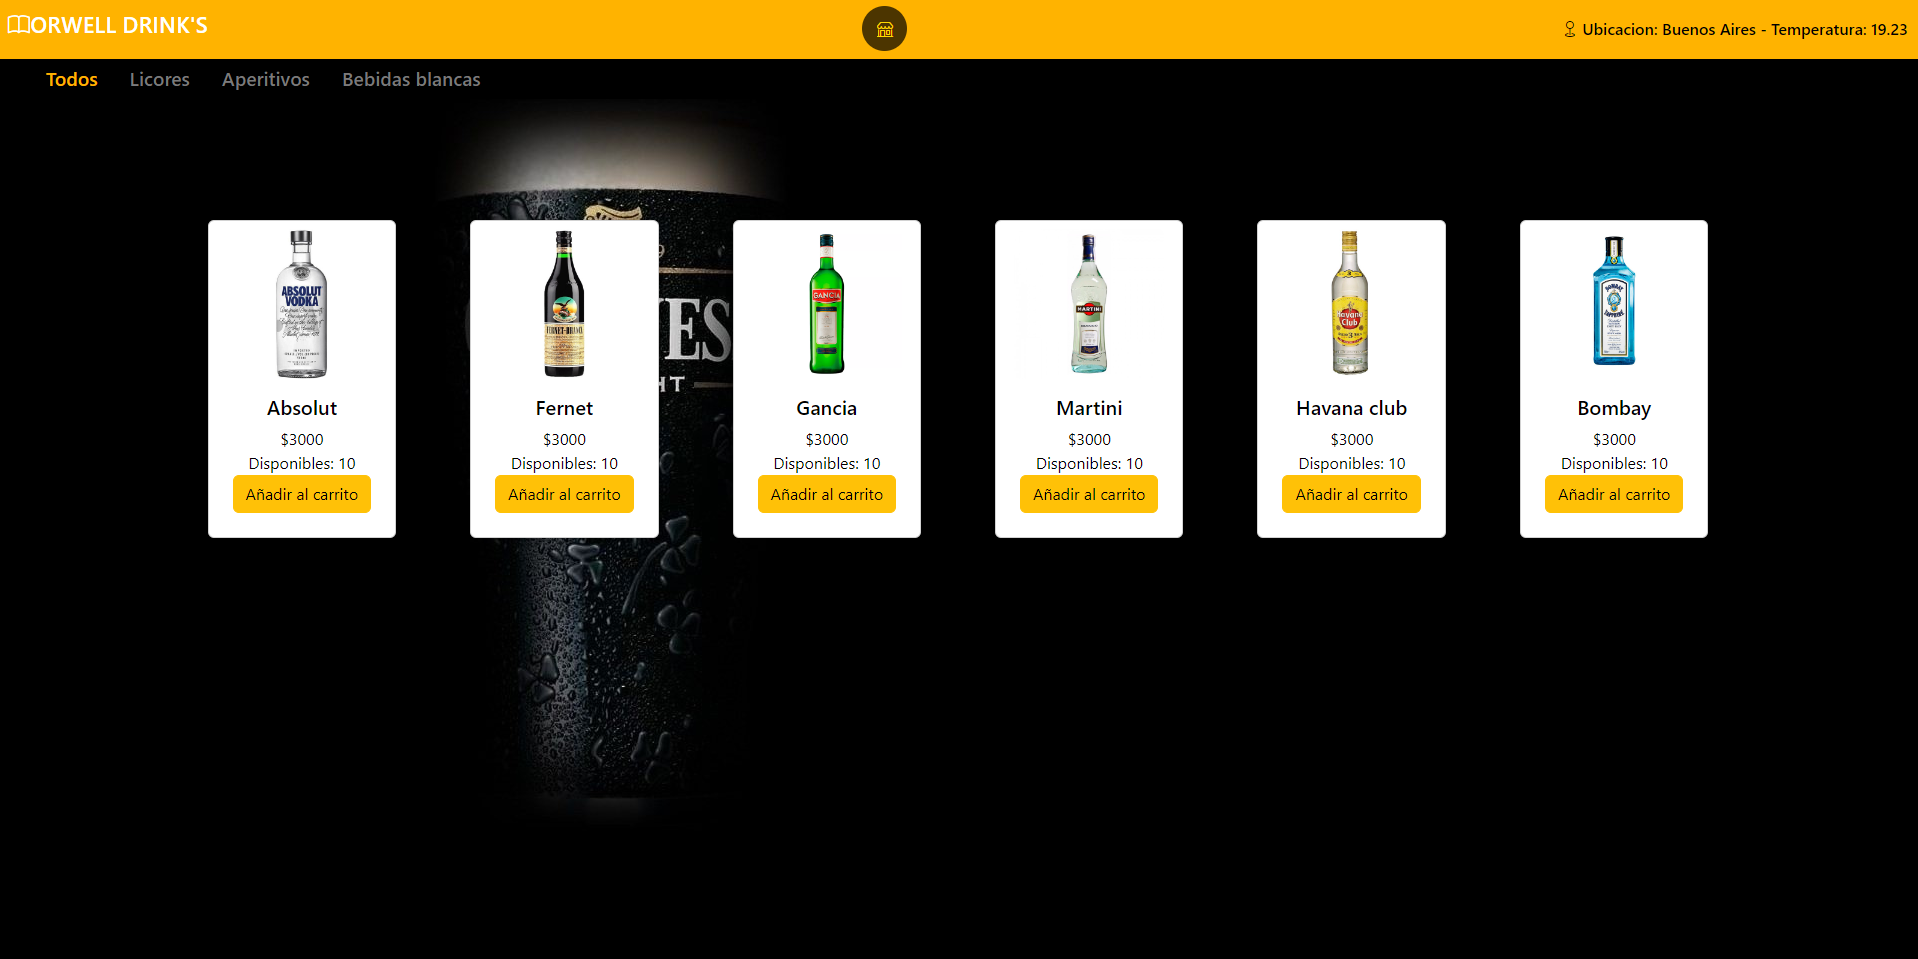 ORWELL DRINK'S
Ubicacion: Buenos Aires - Temperatura: 19.23
Todos Licores Aperitivos Bebidas blancas
ABSOLUT
VODKA
FERNET-BRANCA
GANCIA
MARTINI
Havana
Club
BOMBAY
SAPPHIRE
Absolut
$3000
Disponibles: 10
Añadir al carrito
Fernet
$3000
Disponibles: 10
Añadir al carrito
Gancia
$3000
Disponibles: 10
Añadir al carrito
Martini
$3000
Disponibles: 10
Añadir al carrito
Havana club
$3000
Disponibles: 10
Añadir al carrito
Bombay
$3000
Disponibles: 10
Añadir al carrito